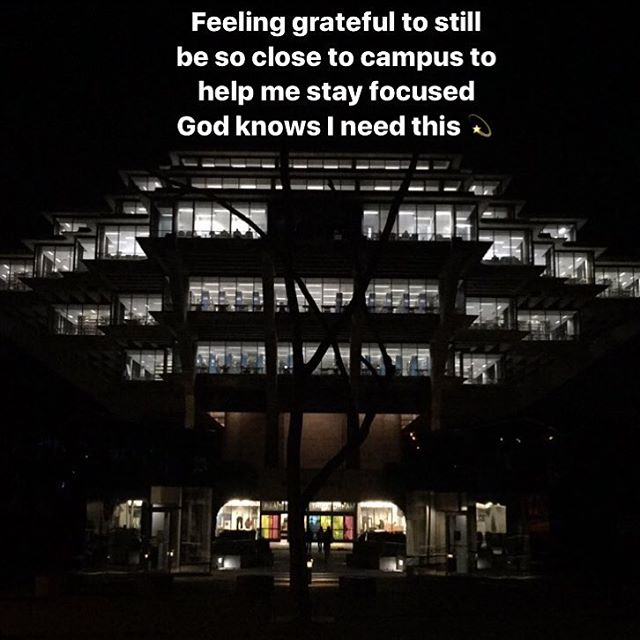 Feeling grateful to still
be so close to campus to
help me stay focused
God knows I need this 💫